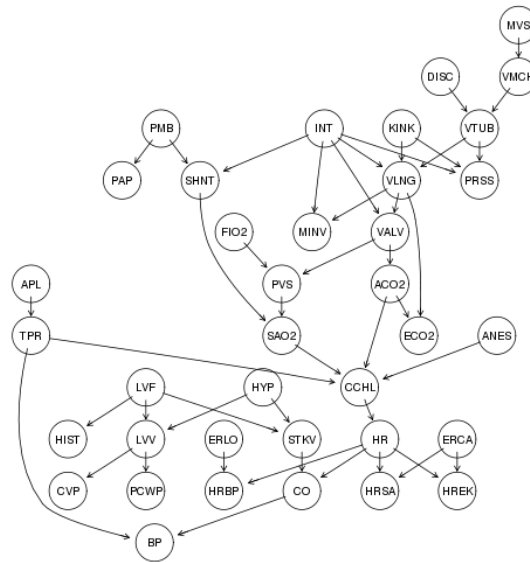 MVS
DISC VMCH
PMB INT KINK VTUB
PAP SHNT VLNG PRSS
FIO2 MINV VALV
APL PVS ACO2
TPR SAO2 ECO2 ANES
LVF HYP CCHL
HIST LVV ERLO STKV HR ERCA
CVP PCWP HRBP CO HRSA HREK
BP